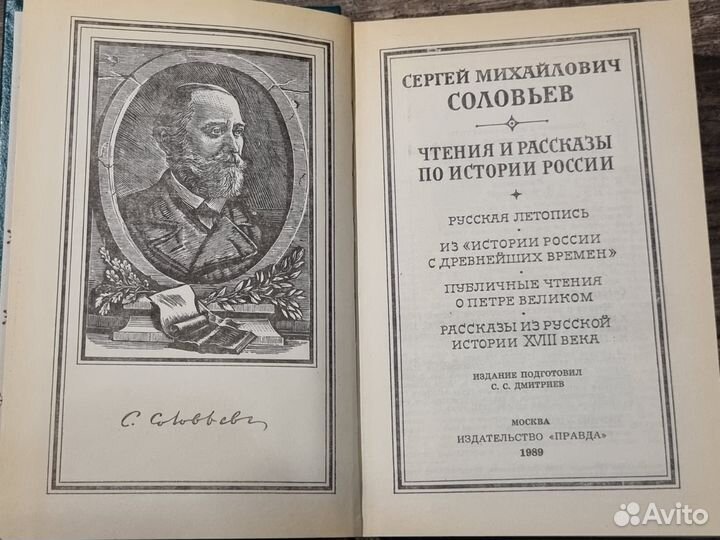 С. Соловьев
СЕРГЕЙ МИХАЙЛОВИЧ
СОЛОВЬЕВ
ЧТЕНИЯ И РАССКАЗЫ
ПО ИСТОРИИ РОССИИ
РУССКАЯ ЛЕТОПИСЬ
ИЗ «ИСТОРИИ РОССИИ
С ДРЕВНЕЙШИХ ВРЕМЕН»
ПУБЛИЧНЫЕ ЧТЕНИЯ
О ПЕТРЕ ВЕЛИКОМ
РАССКАЗЫ ИЗ РУССКОЙ
ИСТОРИИ XVIII ВЕКА
ИЗДАНИЕ ПОДГОТОВИЛ
С. С. ДМИТРИЕВ
МОСКВА
ИЗДАТЕЛЬСТВО «ПРАВДА»
1989
Avito